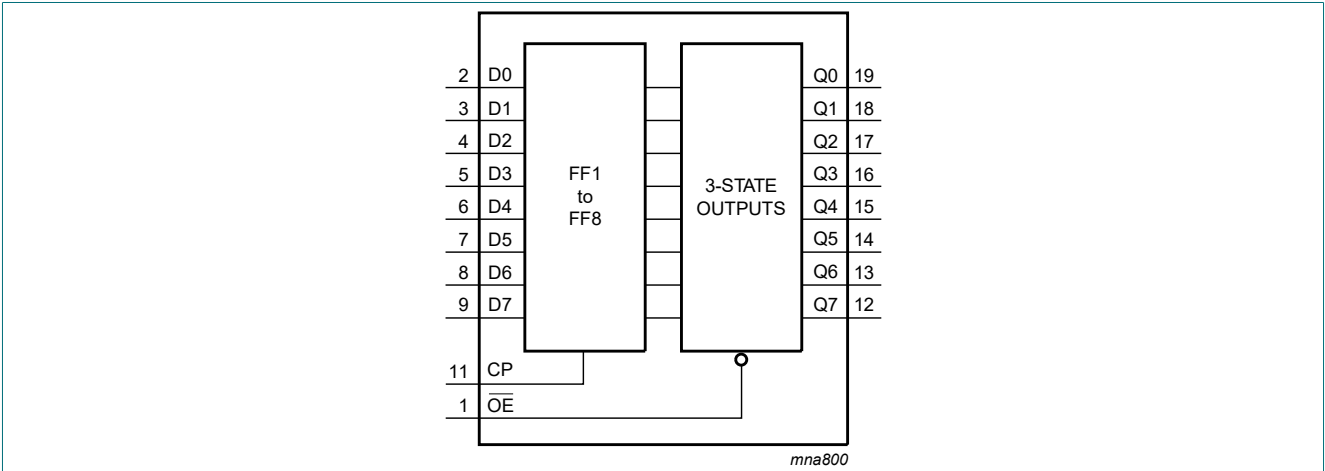 2 D0 Q0 19
3 D1 Q1 18
4 D2 Q2 17
5 D3 FF1 Q3 16
to 3-STATE
6 D4 FF8 OUTPUTS Q4 15
7 D5 Q5 14
8 D6 Q6 13
9 D7 Q7 12
11 CP
1 O̅E̅
mna800